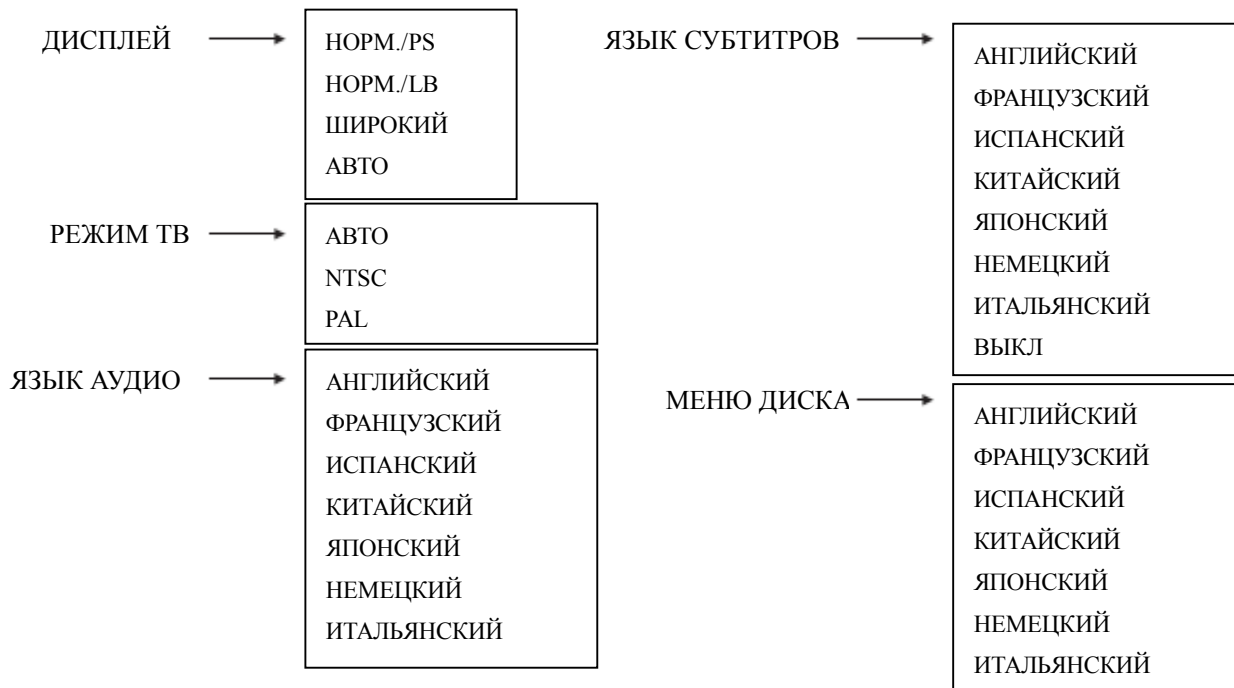 ДИСПЛЕЙ
НОРМ./PS
НОРМ./LB
ШИРОКИЙ
АВТО
РЕЖИМ ТВ
АВТО
NTSC
PAL
ЯЗЫК АУДИО
АНГЛИЙСКИЙ
ФРАНЦУЗСКИЙ
ИСПАНСКИЙ
КИТАЙСКИЙ
ЯПОНСКИЙ
НЕМЕЦКИЙ
ИТАЛЬЯНСКИЙ
ЯЗЫК СУБТИТРОВ
АНГЛИЙСКИЙ
ФРАНЦУЗСКИЙ
ИСПАНСКИЙ
КИТАЙСКИЙ
ЯПОНСКИЙ
НЕМЕЦКИЙ
ИТАЛЬЯНСКИЙ
ВЫКЛ
МЕНЮ ДИСКА
АНГЛИЙСКИЙ
ФРАНЦУЗСКИЙ
ИСПАНСКИЙ
КИТАЙСКИЙ
ЯПОНСКИЙ
НЕМЕЦКИЙ
ИТАЛЬЯНСКИЙ